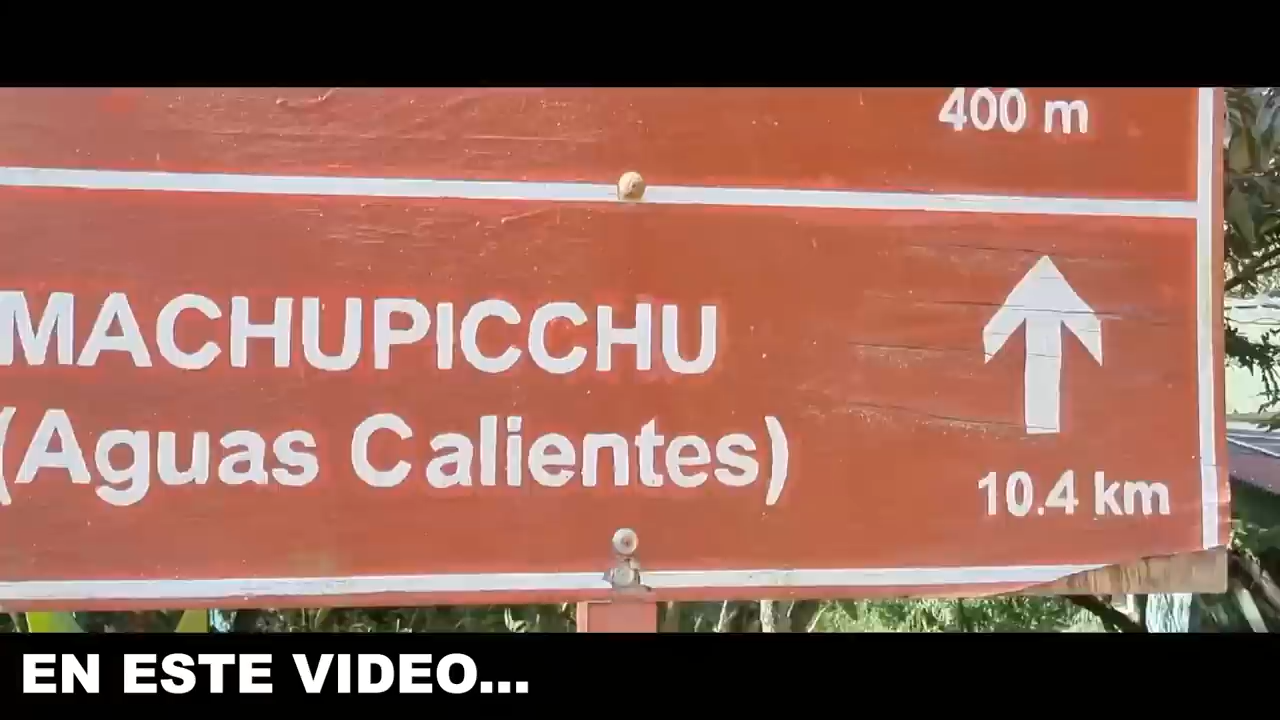 400 m
MACHUPICCHU
(Aguas Calientes)
10.4 km
EN ESTE VIDEO...